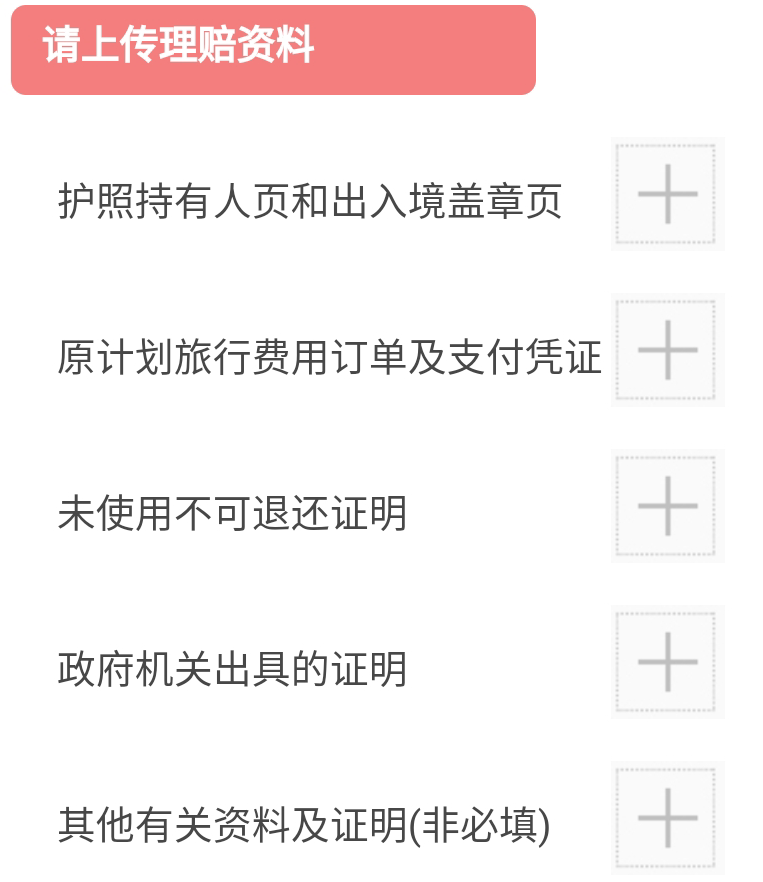 请上传理赔资料
护照持有人页和出入境盖章页
原计划旅行费用订单及支付凭证
未使用不可退还证明
政府机关出具的证明
其他有关资料及证明(非必填)